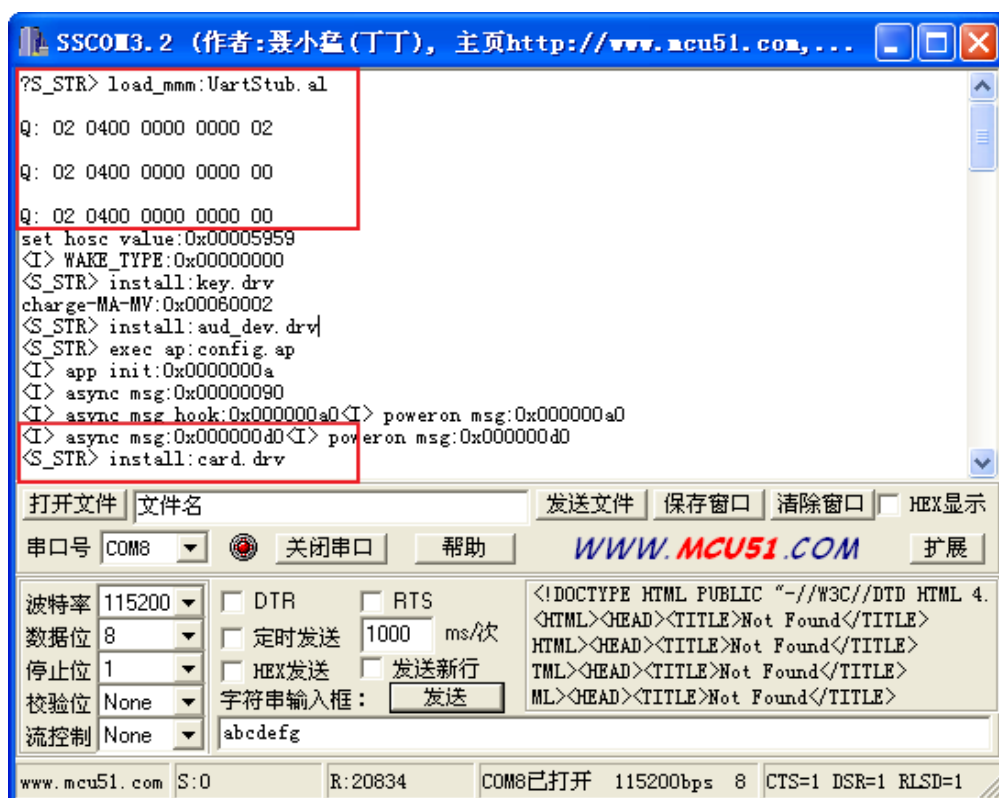 SSCOM3.2 (作者:聂小猛(丁丁), 主页http://www.mcu51.com,...
?S_STR> load_mmm:UartStub.al
Q: 02 0400 0000 0000 02
Q: 02 0400 0000 0000 00
Q: 02 0400 0000 0000 00
set hosc value:0x00005959
<I> WAKE_TYPE:0x00000000
<S_STR> install:key.drv
charge-MA-MV:0x00060002
<S_STR> install:aud_dev.drv
<S_STR> exec ap:config.ap
<I> app init:0x0000000a
<I> async msg:0x00000090
<I> async msg hook:0x000000a0<I> poweron msg:0x000000a0
<I> async msg:0x000000d0<I> poweron msg:0x000000d0
<S_STR> install:card.drv
打开文件 文件名 发送文件 保存窗口 清除窗口 HEX显示
串口号 COM8 关闭串口 帮助 WWW.MCU51.COM 扩展
波特率 115200 DTR RTS
数据位 8 定时发送 1000 ms/次
停止位 1 HEX发送 发送新行
校验位 None 字符串输入框: 发送
流控制 None abcdefg
<!DOCTYPE HTML PUBLIC "-//W3C//DTD HTML 4.
<HTML><HEAD><TITLE>Not Found</TITLE>
HTML><HEAD><TITLE>Not Found</TITLE>
TML><HEAD><TITLE>Not Found</TITLE>
ML><HEAD><TITLE>Not Found</TITLE>
www.mcu51.com S:0 R:20834 COM8已打开 115200bps 8 CTS=1 DSR=1 RLSD=1